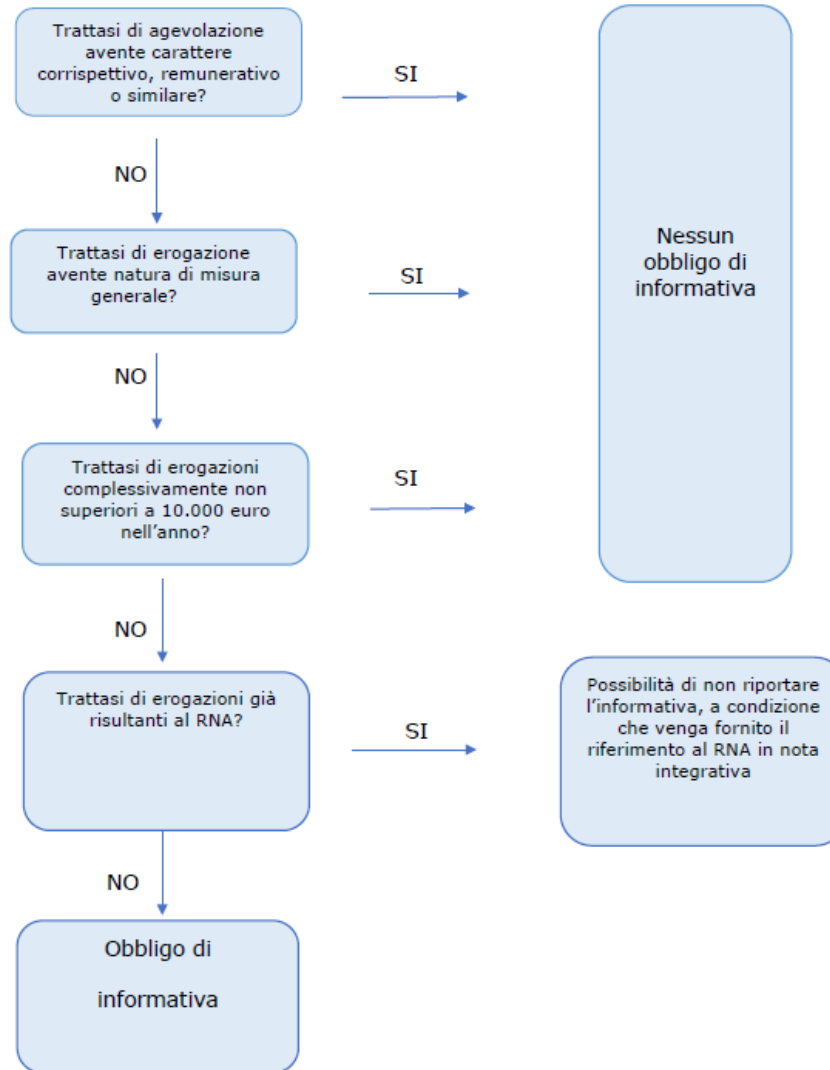 Trattasi di agevolazione
avente carattere
corrispettivo, remunerativo
o similare?
SI
NO
Trattasi di erogazione
avente natura di misura
generale?
SI
Nessun
obbligo di
informativa
NO
Trattasi di erogazioni
complessivamente non
superiori a 10.000 euro
nell'anno?
SI
NO
Trattasi di erogazioni già
risultanti al RNA?
SI
Possibilità di non riportare
l'informativa, a condizione
che venga fornito il
riferimento al RNA in nota
integrativa
NO
Obbligo di
informativa